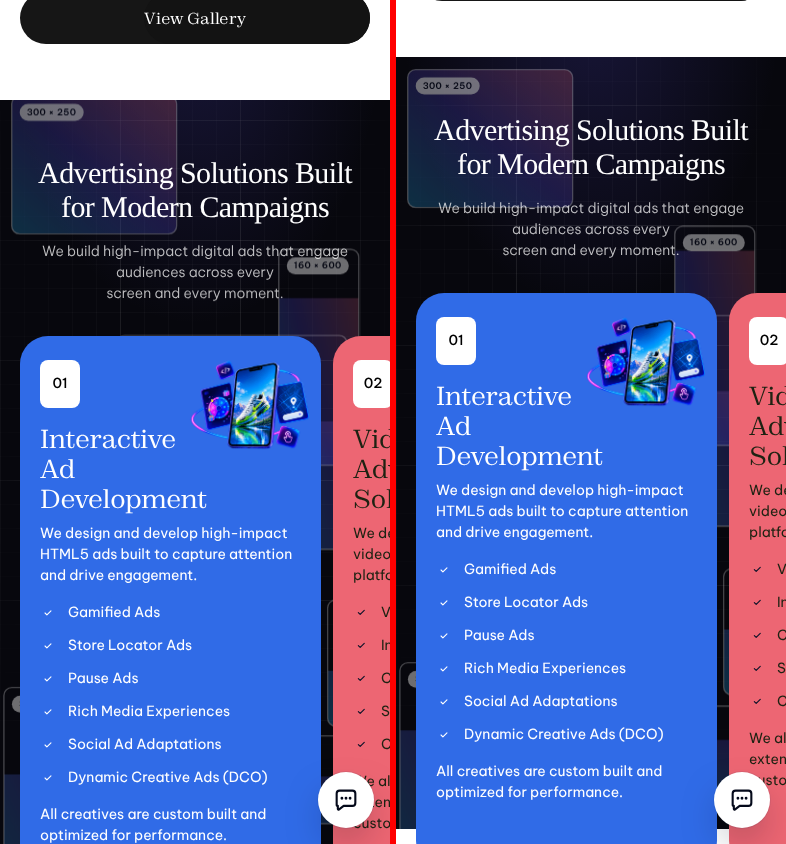 View Gallery
300 × 250
Advertising Solutions Built
for Modern Campaigns
We build high-impact digital ads that engage
audiences across every
screen and every moment.
160 × 600
01
Interactive
Ad
Development
We design and develop high-impact
HTML5 ads built to capture attention
and drive engagement.
Gamified Ads
Store Locator Ads
Pause Ads
Rich Media Experiences
Social Ad Adaptations
Dynamic Creative Ads (DCO)
All creatives are custom built and
optimized for performance.
02
300 × 250
Advertising Solutions Built
for Modern Campaigns
We build high-impact digital ads that engage
audiences across every
screen and every moment.
160 × 600
01
Interactive
Ad
Development
We design and develop high-impact
HTML5 ads built to capture attention
and drive engagement.
Gamified Ads
Store Locator Ads
Pause Ads
Rich Media Experiences
Social Ad Adaptations
Dynamic Creative Ads (DCO)
All creatives are custom built and
optimized for performance.
02